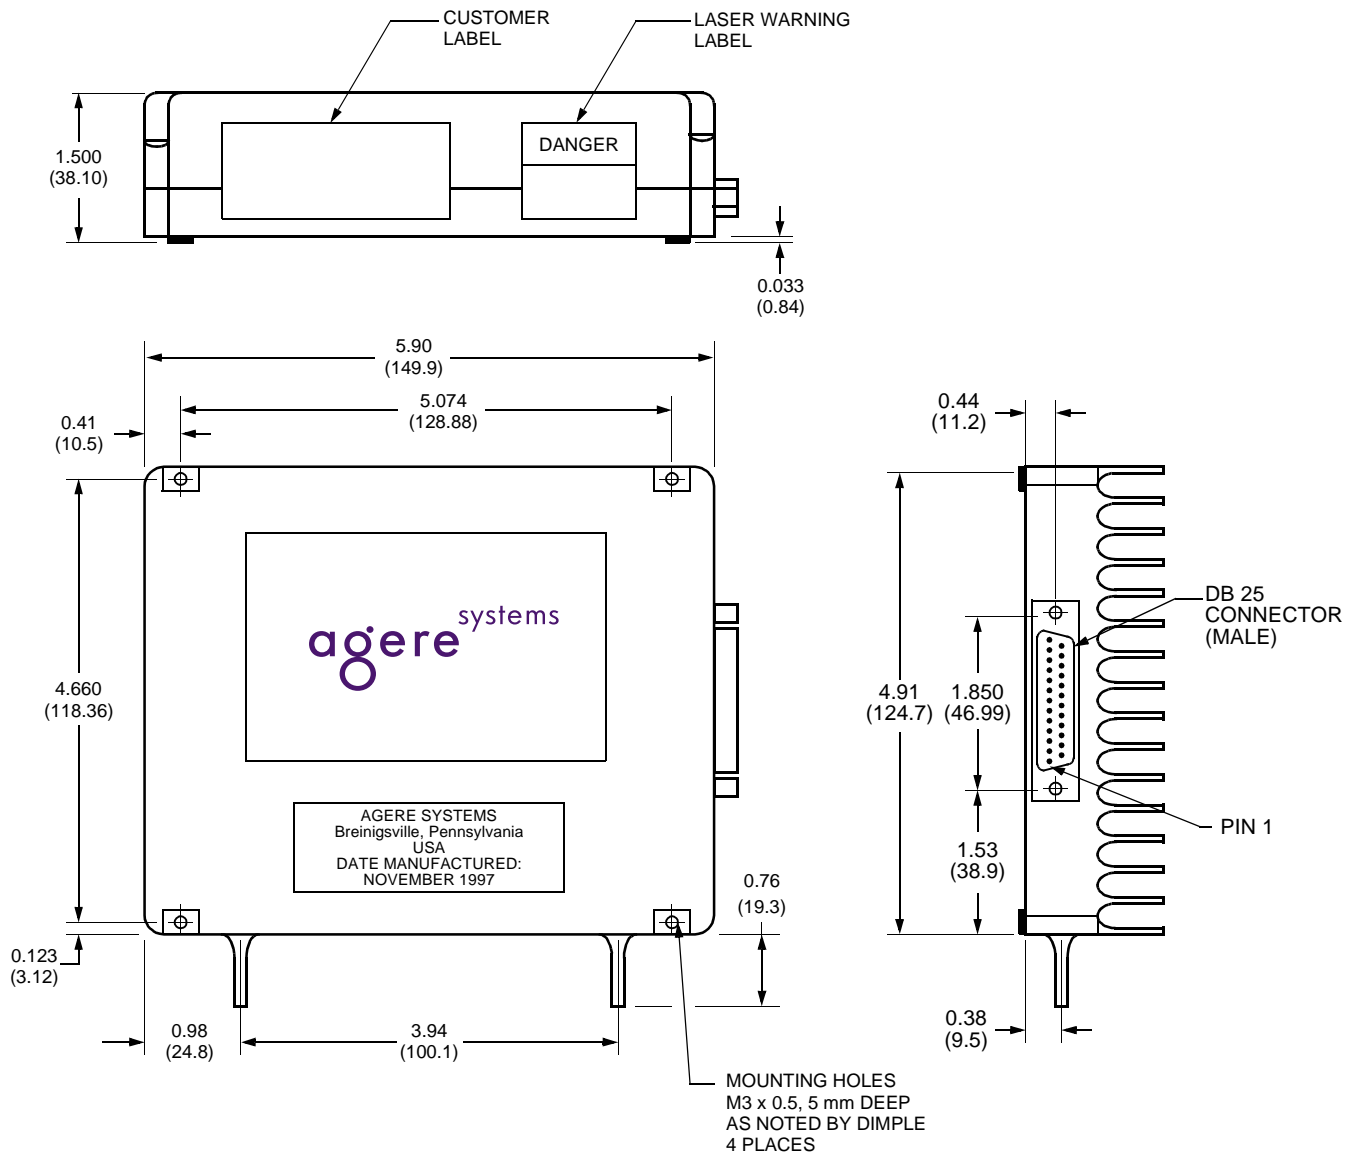 CUSTOMER
LABEL
LASER WARNING
LABEL
DANGER
1.500
(38.10)
0.033
(0.84)
5.90
(149.9)
5.074
(128.88)
0.41
(10.5)
0.44
(11.2)
systems
agere
DB 25
CONNECTOR
(MALE)
4.660
(118.36)
4.91
(124.7)
1.850
(46.99)
AGERE SYSTEMS
Breinigsville, Pennsylvania
USA
DATE MANUFACTURED:
NOVEMBER 1997
PIN 1
1.53
(38.9)
0.76
(19.3)
0.123
(3.12)
0.98
(24.8)
3.94
(100.1)
0.38
(9.5)
MOUNTING HOLES
M3 x 0.5, 5 mm DEEP
AS NOTED BY DIMPLE
4 PLACES